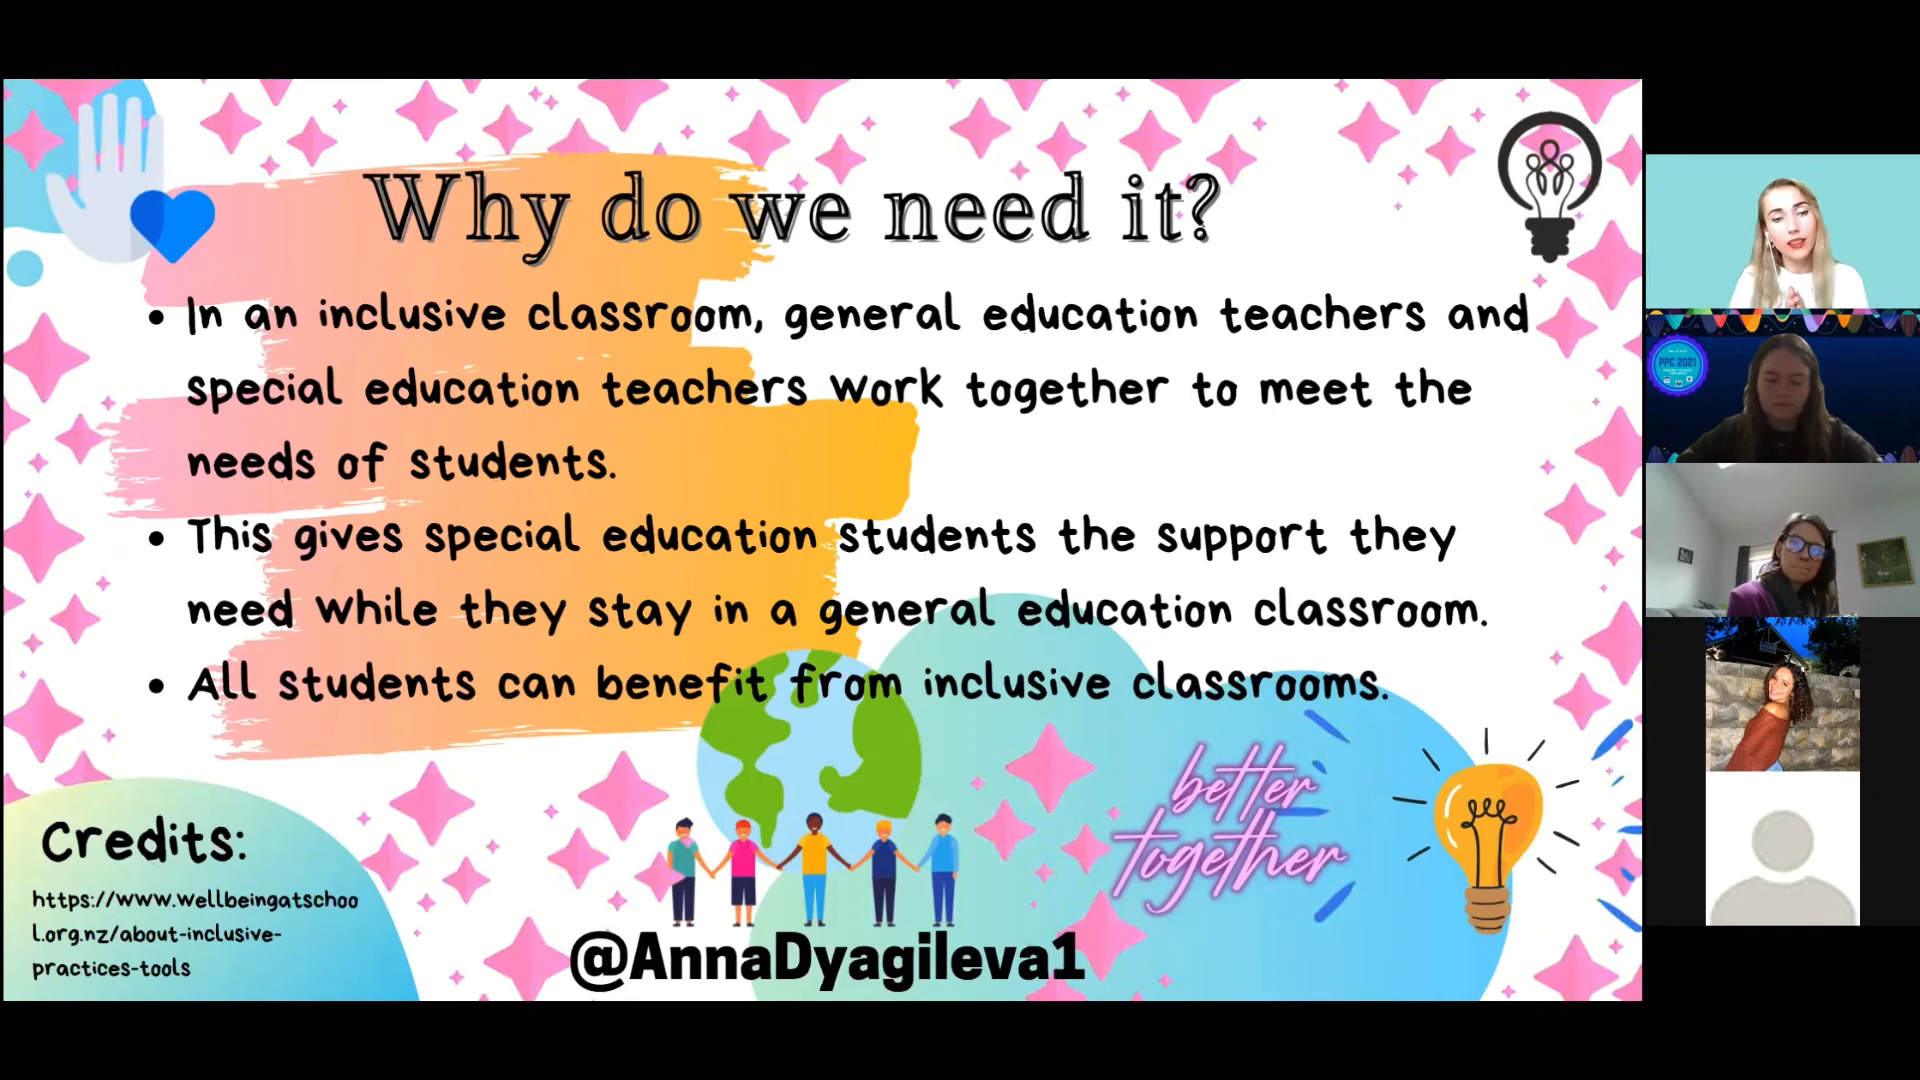 Why do we need it?
• In an inclusive classroom, general education teachers and
special education teachers work together to meet the
needs of students.
• This gives special education students the support they
need while they stay in a general education classroom.
• All students can benefit from inclusive classrooms.
better
together
Credits:
https://www.wellbeingatschoo
l.org.nz/about-inclusive-
practices-tools
@AnnaDyagileva1
PPC 2021